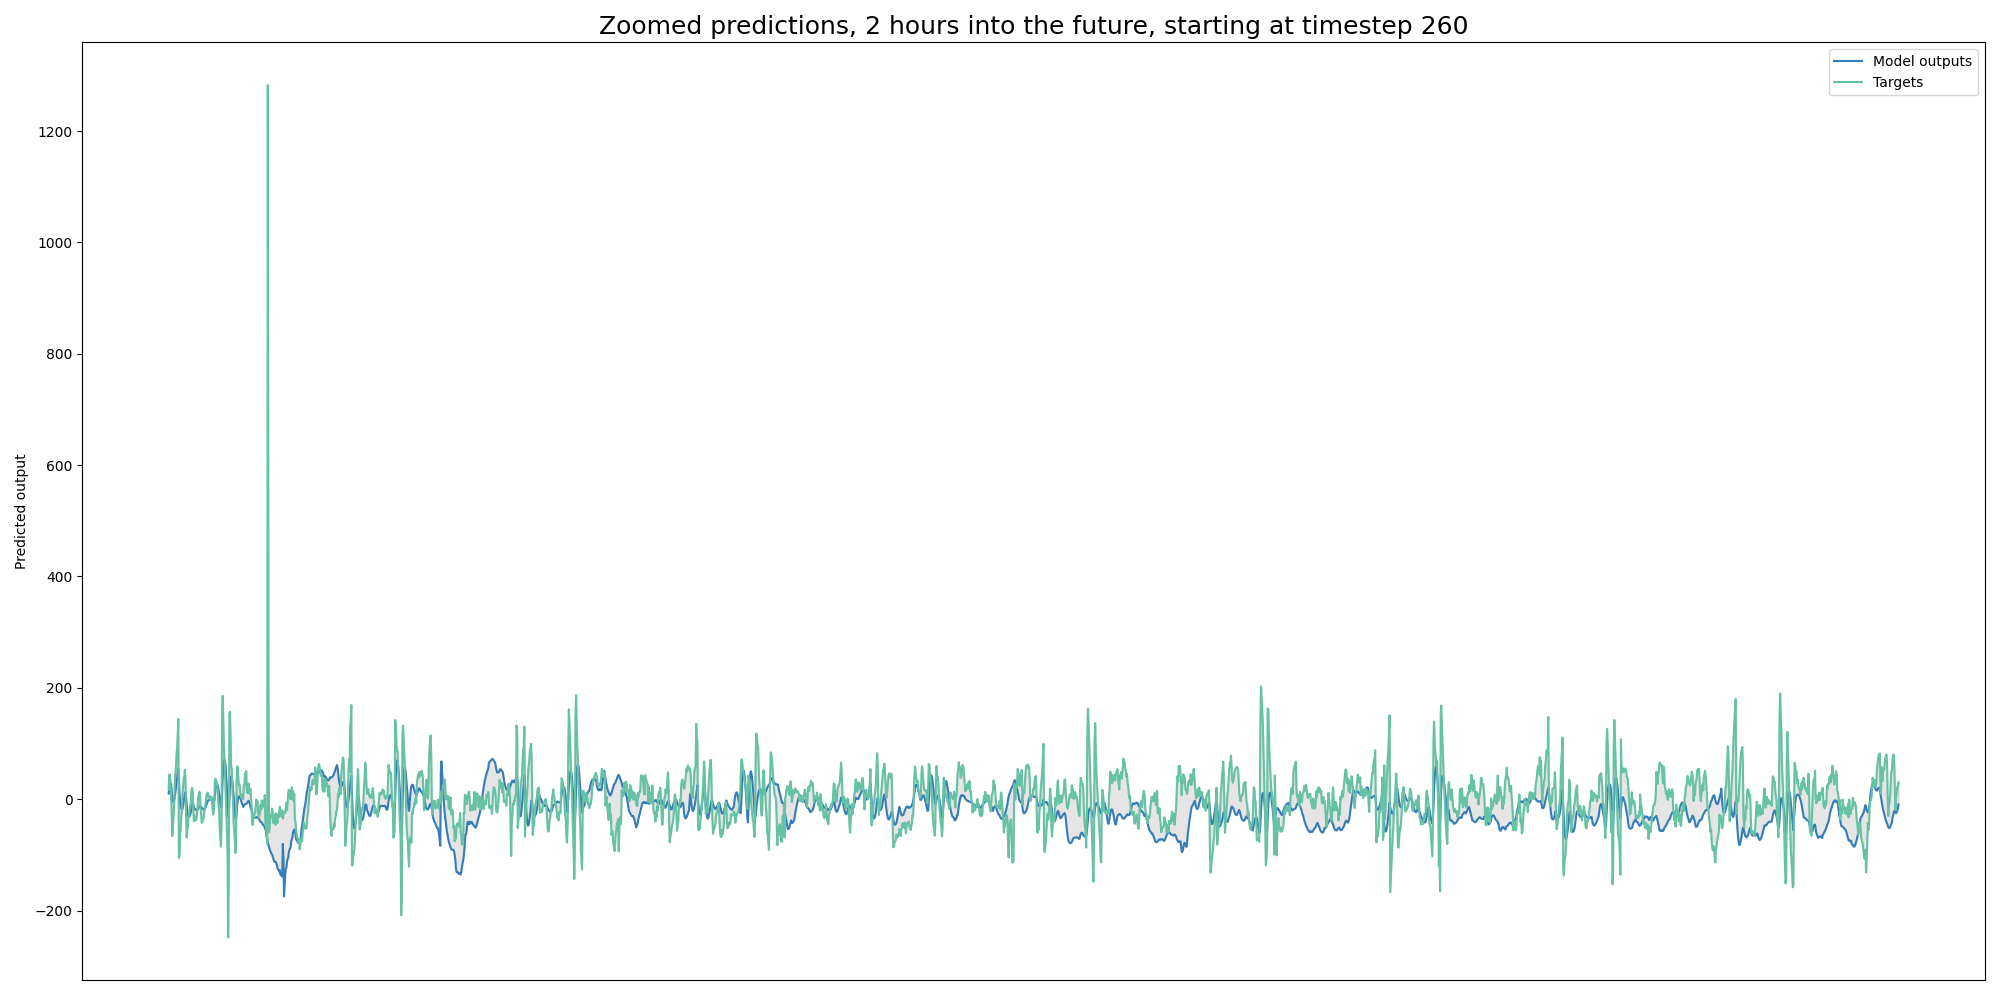 Zoomed predictions, 2 hours into the future, starting at timestep 260
Model outputs
Targets
1200
1000
800
600
400
200
0
−200
Predicted output